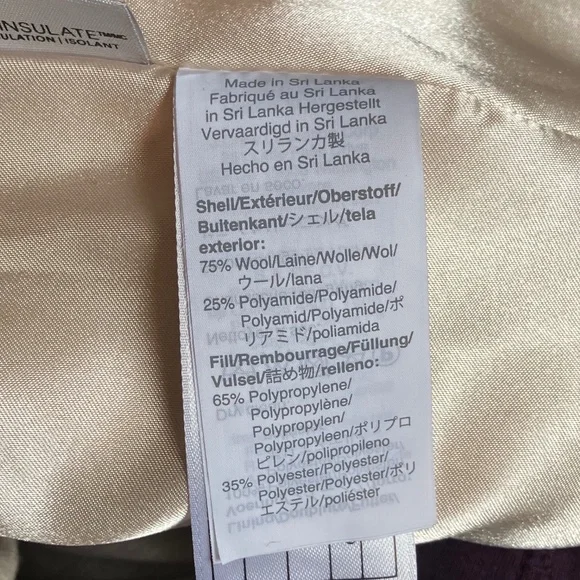 INSULATE™/MC
ULATION | ISOLANT
Made in Sri Lanka
Fabriqué au Sri Lanka
in Sri Lanka Hergestellt
Vervaardigd in Sri Lanka
スリランカ製
Hecho en Sri Lanka
Shell/Extérieur/Oberstoff/
Buitenkant/シェル/tela
exterior:
75% Wool/Laine/Wolle/Wol/
ウール/lana
25% Polyamide/Polyamide/
Polyamid/Polyamide/ポ
リアミド/poliamida
Fill/Rembourrage/Füllung/
Vulsel/詰め物/relleno:
65% Polypropylene/
Polypropylène/
Polypropylen/
Polypropyleen/ポリプロ
ピレン/polipropileno
35% Polyester/Polyester/
Polyester/Polyester/ポリ
エステル/poliéster